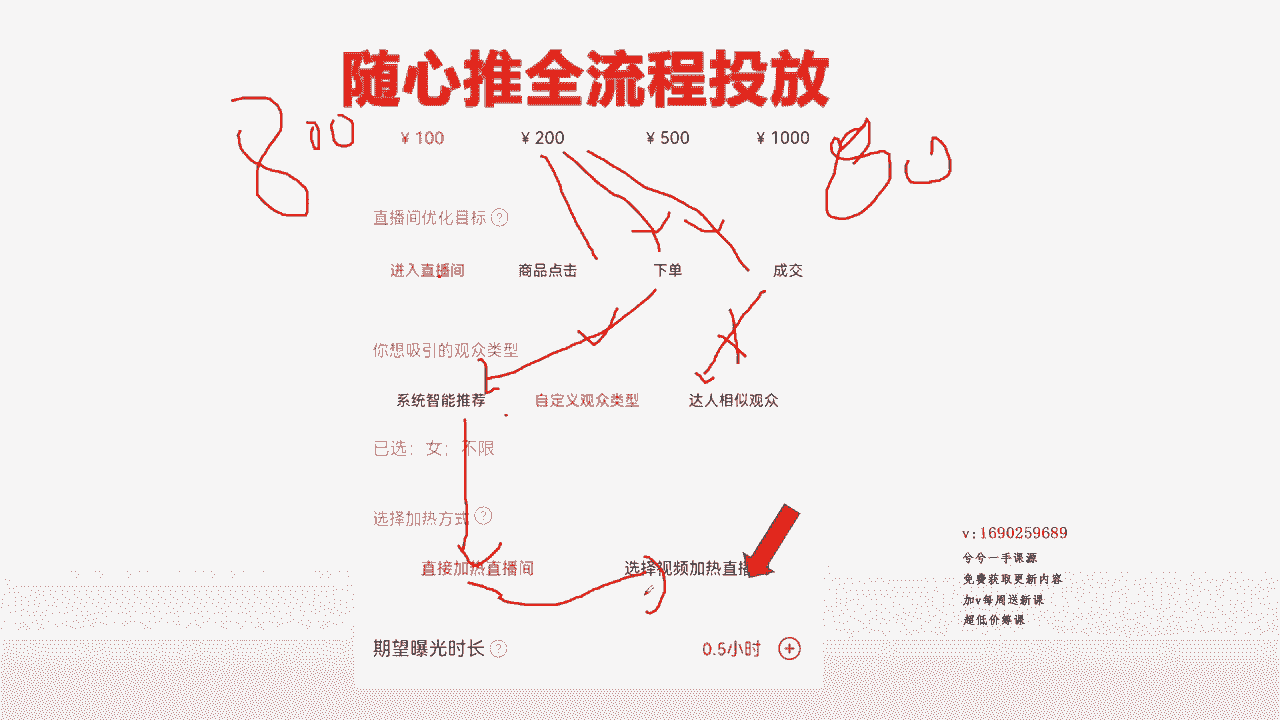 随心推全流程投放
800
¥ 100 ¥ 200 ¥ 500 ¥ 1000
直播间优化目标 ?
进入直播间 商品点击 下单 成交
你想吸引的观众类型
系统智能推荐 自定义观众类型 达人相似观众
已选：女；不限
选择加热方式 ?
直接加热直播间 选择视频加热直播
期望曝光时长 ? 0.5小时 +
v:1690259689
兮兮一手课源
免费获取更新内容
加v每周送新课
超低价筹课